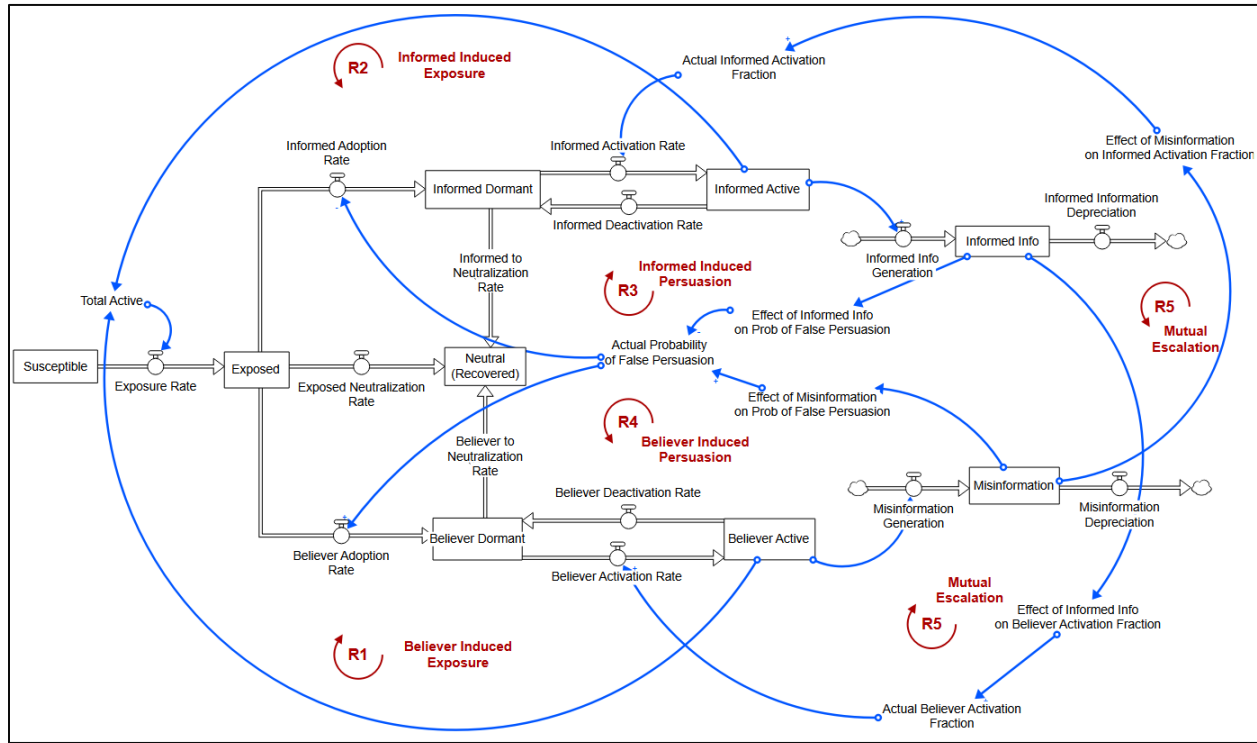 Actual Informed Activation
Fraction
R2
Informed Induced
Exposure
Informed Adoption
Rate
Informed Activation Rate
Effect of Misinformation
on Informed Activation Fraction
Informed Dormant
Informed Active
Informed Deactivation Rate
Informed Information
Depreciation
Informed Info
Informed Info
Generation
Informed to
Neutralization
Rate
R3
Informed Induced
Persuasion
R5
Mutual
Escalation
Total Active
Effect of Informed Info
on Prob of False Persuasion
Actual Probability
of False Persuasion
Susceptible
Exposure Rate
Exposed
Exposed Neutralization
Rate
Neutral
(Recovered)
Effect of Misinformation
on Prob of False Persuasion
R4
Believer Induced
Persuasion
Believer to
Neutralization
Rate
Misinformation
Misinformation
Generation
Misinformation
Depreciation
Believer Deactivation Rate
Believer Dormant
Believer Active
Believer Adoption
Rate
Believer Activation Rate
Mutual
Escalation
R5
Effect of Informed Info
on Believer Activation Fraction
R1
Believer Induced
Exposure
Actual Believer Activation
Fraction